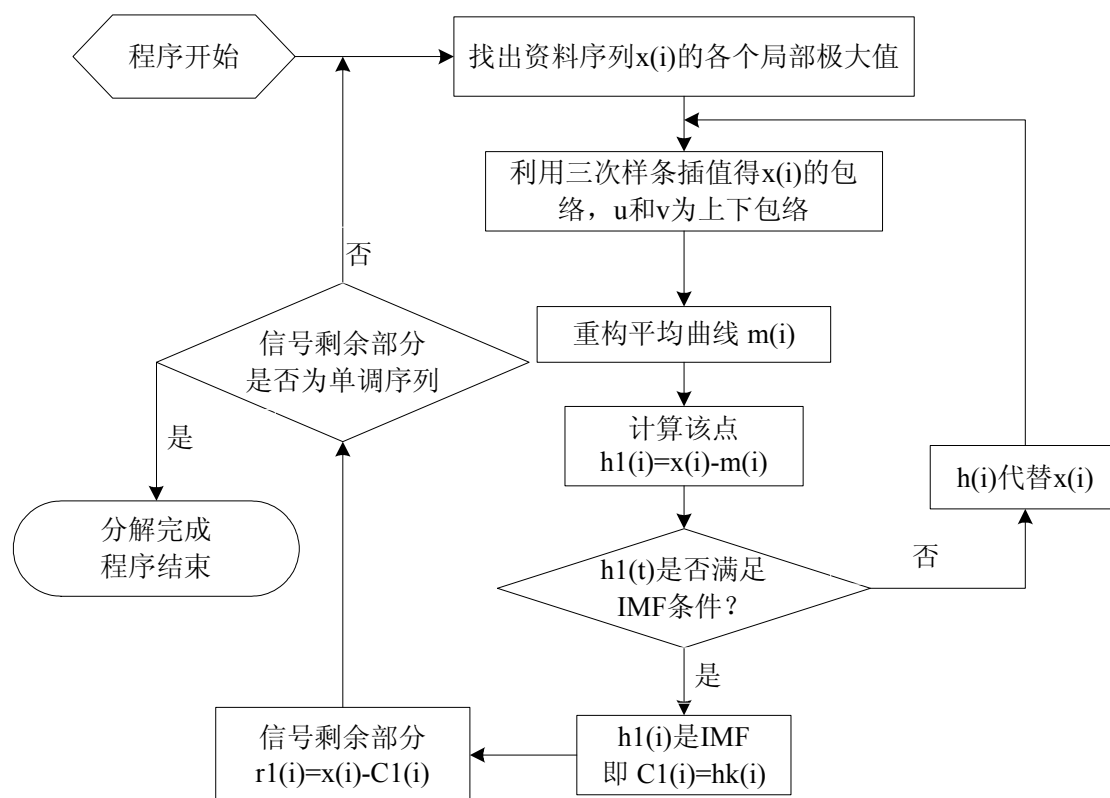 程序开始
找出资料序列x(i)的各个局部极大值
利用三次样条插值得x(i)的包
络，u和v为上下包络
否
重构平均曲线 m(i)
信号剩余部分
是否为单调序列
计算该点
h1(i)=x(i)-m(i)
是
h(i)代替x(i)
分解完成
程序结束
否
h1(t)是否满足
IMF条件？
是
信号剩余部分
r1(i)=x(i)-C1(i)
h1(i)是IMF
即 C1(i)=hk(i)